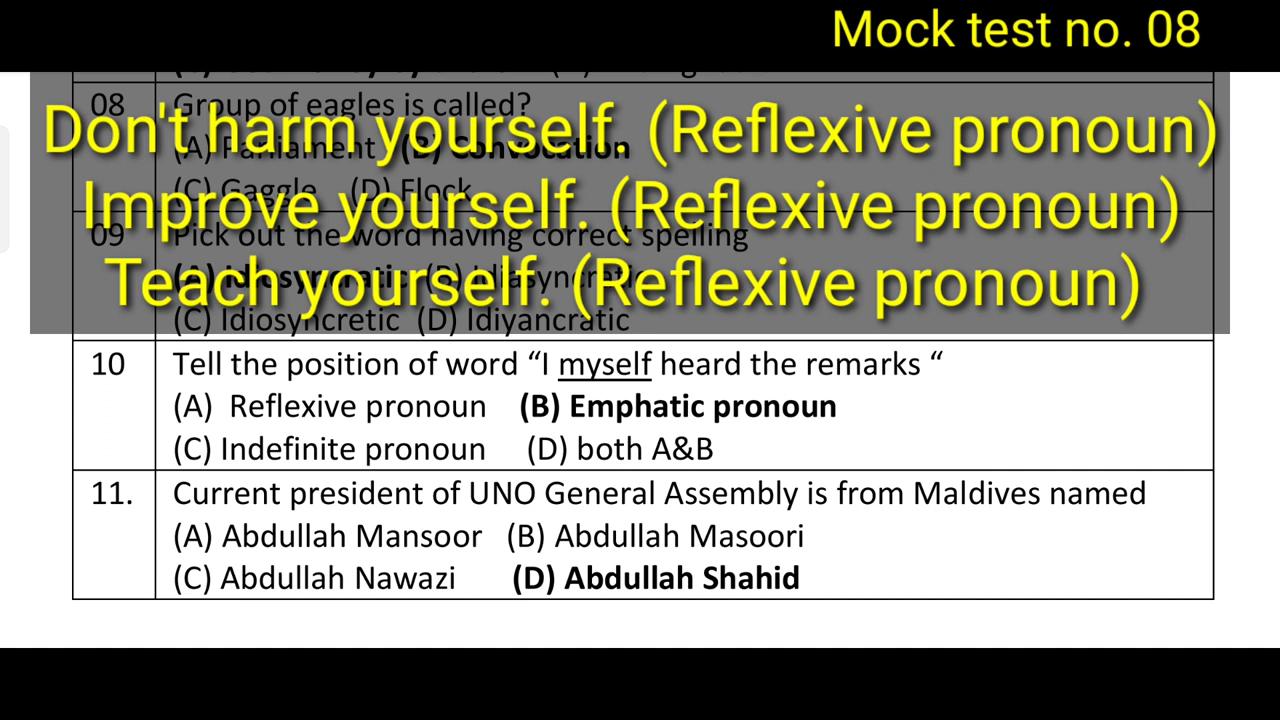 Mock test no. 08
08 Group of eagles is called?
Don't harm yourself. (Reflexive pronoun)
(A) Parliament (B) Convocation
(C) Gaggle (D) Flock
Improve yourself. (Reflexive pronoun)
09 Pick out the word having correct spelling
(A) Idiosyncratic (B) Idiasyncratic
Teach yourself. (Reflexive pronoun)
(C) Idiosyncretic (D) Idiyancratic
10 Tell the position of word “I myself heard the remarks “
(A) Reflexive pronoun (B) Emphatic pronoun
(C) Indefinite pronoun (D) both A&B
11. Current president of UNO General Assembly is from Maldives named
(A) Abdullah Mansoor (B) Abdullah Masoori
(C) Abdullah Nawazi (D) Abdullah Shahid